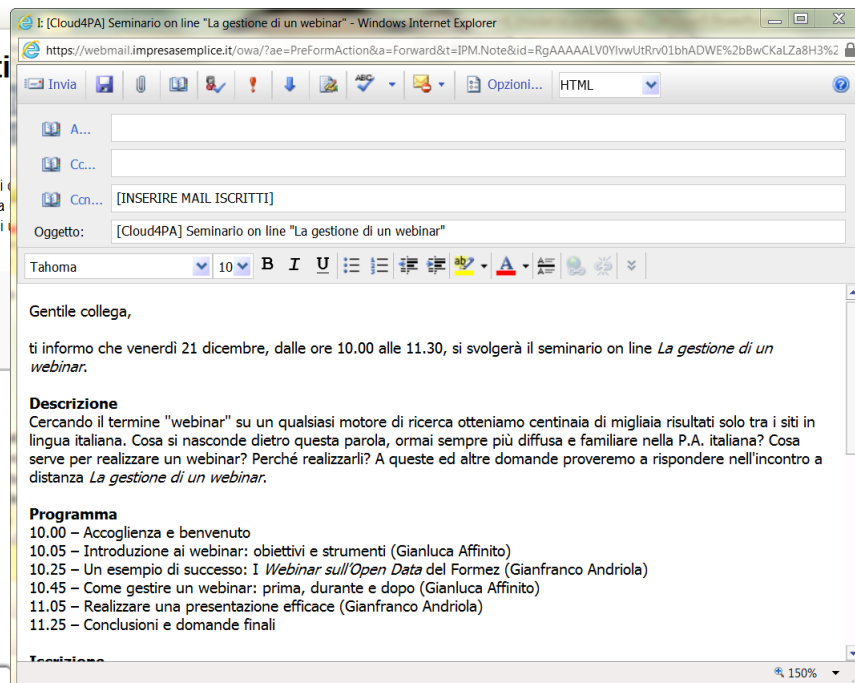 I: [Cloud4PA] Seminario on line "La gestione di un webinar" - Windows Internet Explorer
https://webmail.impresasemplice.it/owa/?ae=PreFormAction&a=Forward&t=IPM.Note&id=RgAAAAALV0YlvwUtRrv01bhADWE%2bBwCKaLZa8H3%2
Invia
ABC
Opzioni...
HTML
A...
Cc...
Ccn...
[INSERIRE MAIL ISCRITTI]
Oggetto:
[Cloud4PA] Seminario on line "La gestione di un webinar"
Tahoma 10 B I U ab A
Gentile collega,
ti informo che venerdì 21 dicembre, dalle ore 10.00 alle 11.30, si svolgerà il seminario on line La gestione di un
webinar.
Descrizione
Cercando il termine "webinar" su un qualsiasi motore di ricerca otteniamo centinaia di migliaia risultati solo tra i siti in
lingua italiana. Cosa si nasconde dietro questa parola, ormai sempre più diffusa e familiare nella P.A. italiana? Cosa
serve per realizzare un webinar? Perché realizzarli? A queste ed altre domande proveremo a rispondere nell'incontro a
distanza La gestione di un webinar.
Programma
10.00 – Accoglienza e benvenuto
10.05 – Introduzione ai webinar: obiettivi e strumenti (Gianluca Affinito)
10.25 – Un esempio di successo: I Webinar sull'Open Data del Formez (Gianfranco Andriola)
10.45 – Come gestire un webinar: prima, durante e dopo (Gianluca Affinito)
11.05 – Realizzare una presentazione efficace (Gianfranco Andriola)
11.25 – Conclusioni e domande finali
Iscrizione
150%